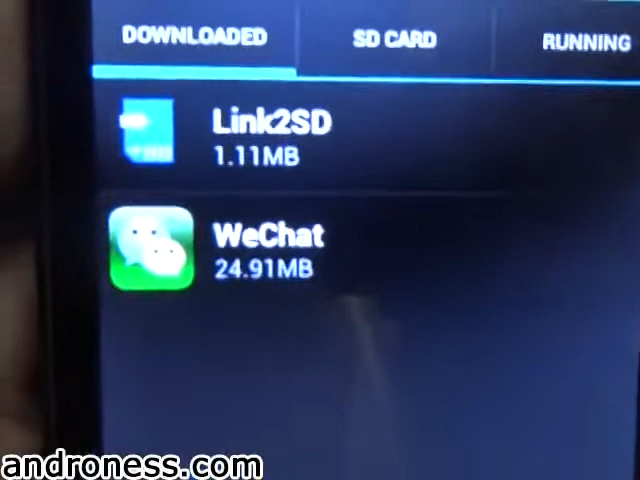 DOWNLOADED
SD CARD
RUNNING
Link2SD
1.11MB
WeChat
24.91MB
androness.com